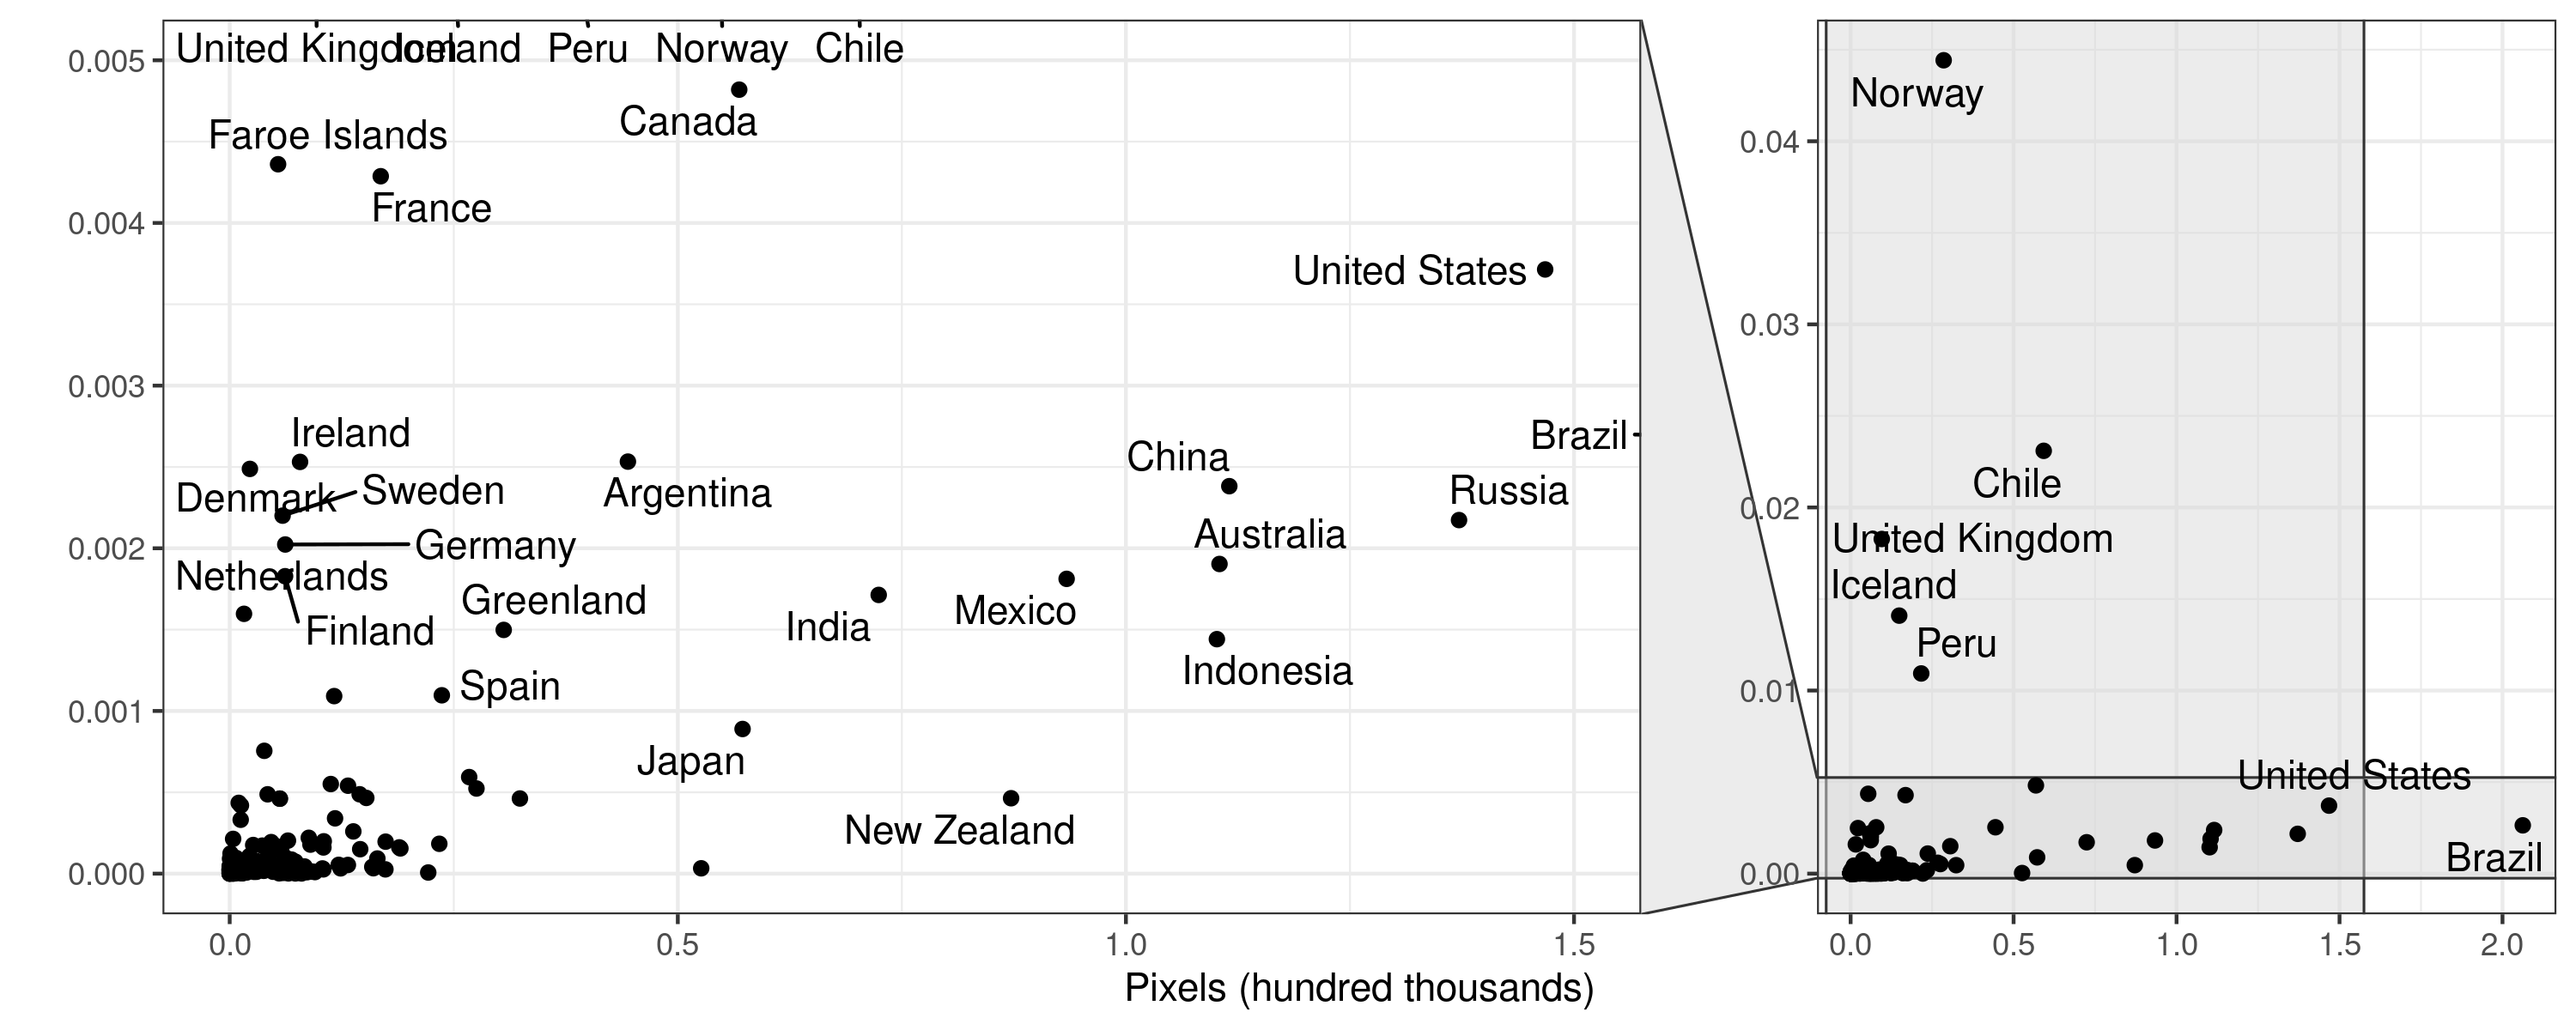 United Kingdom Iceland Peru Norway Chile
0.005
Canada
Faroe Islands
France
0.004
United States
0.003
Ireland
Brazil
China
Denmark
Sweden
Argentina
Russia
Australia
0.002
Germany
Netherlands
Greenland
India
Mexico
Finland
Indonesia
Spain
0.001
Japan
New Zealand
0.000
0.0 0.5 1.0 1.5
Norway
0.04
0.03
Chile
0.02
United Kingdom
Iceland
Peru
0.01
United States
Brazil
0.00
0.0 0.5 1.0 1.5 2.0
Pixels (hundred thousands)